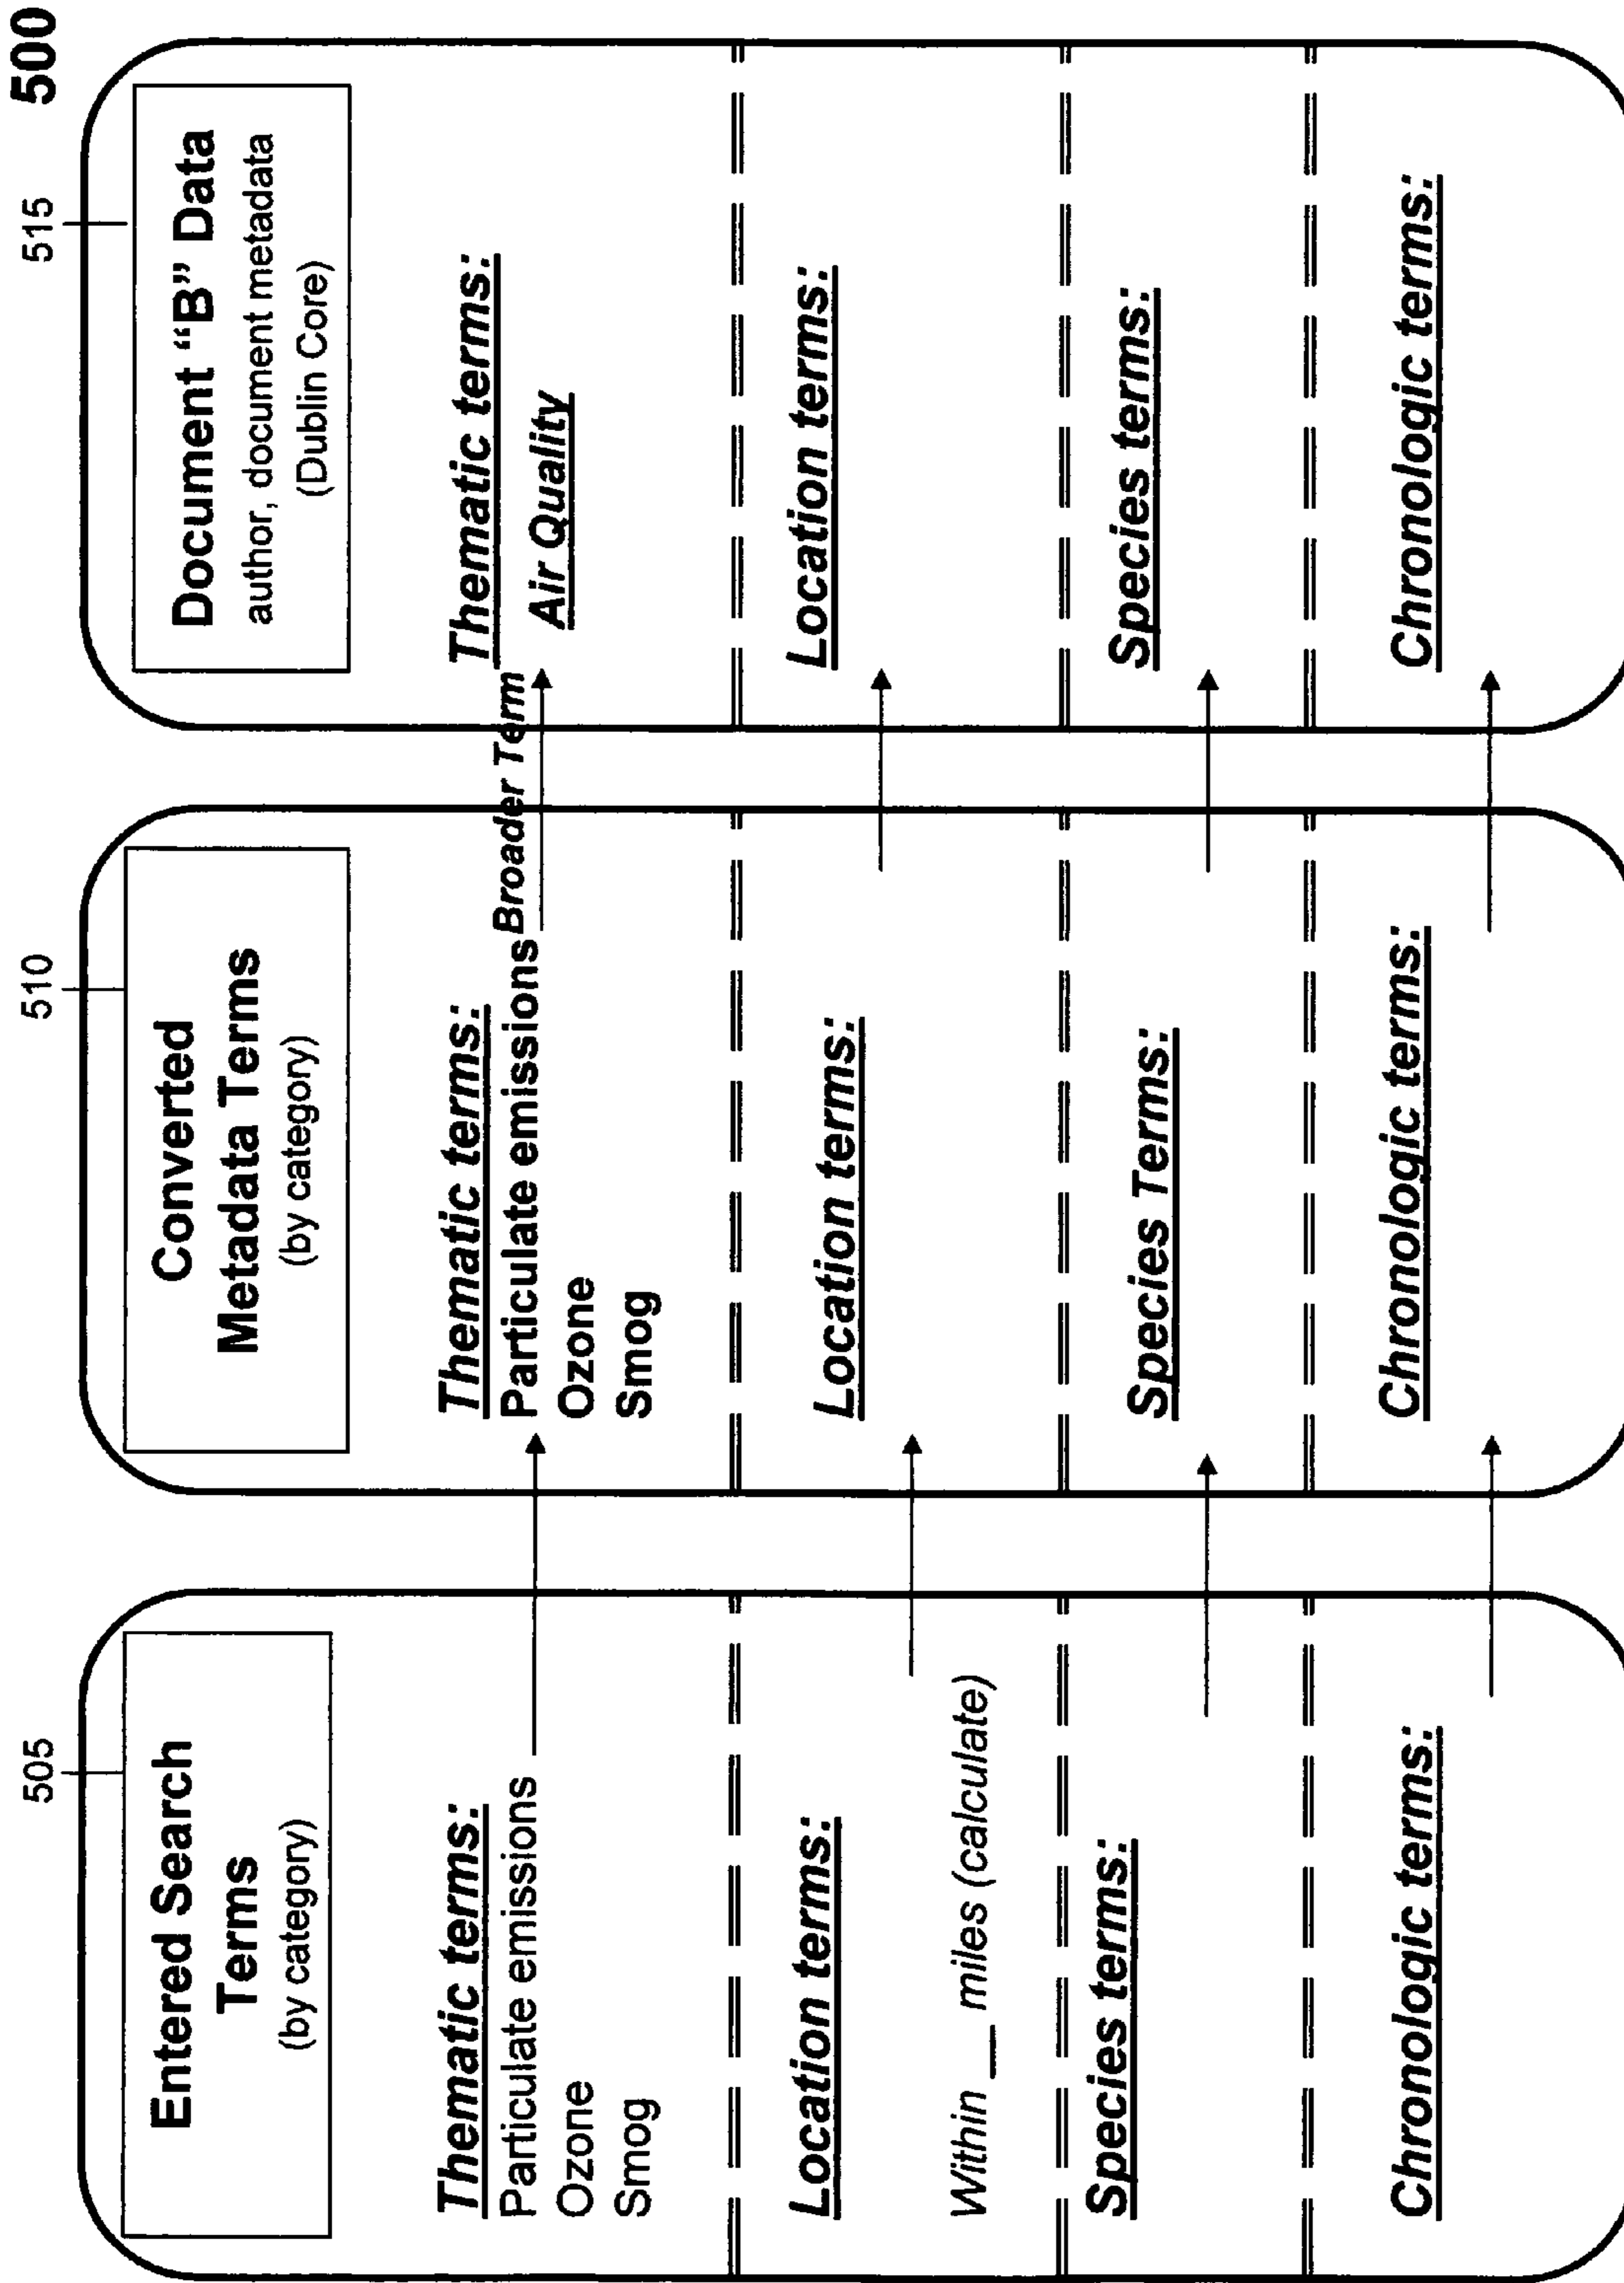 500
505
Entered Search
Terms
(by category)
Thematic terms:
Particulate emissions
Ozone
Smog
Location terms:
Within __ miles (calculate)
Species terms:
Chronologic terms:
510
Converted
Metadata Terms
(by category)
Thematic terms:
Particulate emissions
Ozone
Smog
Location terms:
Species Terms:
Chronologic terms:
Broader Term
515
Document “B” Data
author, document metadata
(Dublin Core)
Thematic terms:
Air Quality
Location terms:
Species terms:
Chronologic terms: